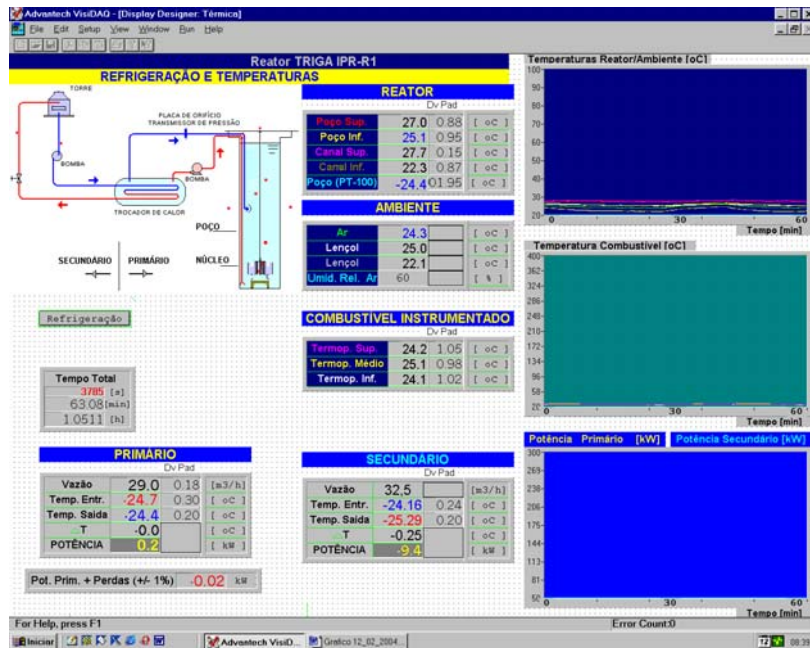 Advantech VisiDAQ - [Display Designer: Térmica]
File Edit Setup View Window Run Help
Reator TRIGA IPR-R1
REFRIGERAÇÃO E TEMPERATURAS
TORRE
PLACA DE ORIFÍCIO
TRANSMISSOR DE PRESSÃO
BOMBA
BOMBA
TROCADOR DE CALOR
POÇO
SECUNDÁRIO
PRIMÁRIO
NÚCLEO
Refrigeração
Tempo Total
3785 [s]
63.08 [min]
1.0511 [h]
REATOR
Dv Pad
Poço Sup. 27.0 0.88 [ oC ]
Poço Inf. 25.1 0.95 [ oC ]
Canal Sup. 27.7 0.15 [ oC ]
Canal Inf. 22.3 0.87 [ oC ]
Poço (PT-100) -24.4 01.95 [ oC ]
AMBIENTE
Ar 24.3 [ oC ]
Lençol 25.0 [ oC ]
Lençol 22.1 [ oC ]
Umid. Rel. Ar 60 [ % ]
COMBUSTÍVEL INSTRUMENTADO
Dv Pad
Termop. Sup. 24.2 1.05 [ oC ]
Termop. Médio 25.1 0.98 [ oC ]
Termop. Inf. 24.1 1.02 [ oC ]
PRIMÁRIO
Dv Pad
Vazão 29.0 0.18 [m3/h]
Temp. Entr. -24.7 0.30 [ oC ]
Temp. Saida -24.4 0.20 [ oC ]
△T -0.0 [ oC ]
POTÊNCIA 0.2 [ kW ]
Pot. Prim. + Perdas (+/- 1%) -0.02 kW
SECUNDÁRIO
Dv Pad
Vazão 32,5 [m3/h]
Temp. Entr. -24.16 0.24 [ oC ]
Temp. Saida -25.29 0.20 [ oC ]
△T -0.25 [ oC ]
POTÊNCIA -9.4 [ kW ]
Temperaturas Reator/Ambiente [oC]
100
90
80
70
60
50
40
30
20
0 30 60
Tempo [min]
Temperatura Combustível [oC]
400
362
324
286
248
210
172
134
96
58
20
0 30 60
Tempo [min]
Potência Primário [kW] Potência Secundário [kW]
300
269
238
206
175
144
113
81
50
0 30 60
Tempo [min]
For Help, press F1
Error Count:0
Iniciar
Advantech VisiD...
Grafico 12_02_2004...
12
08:39